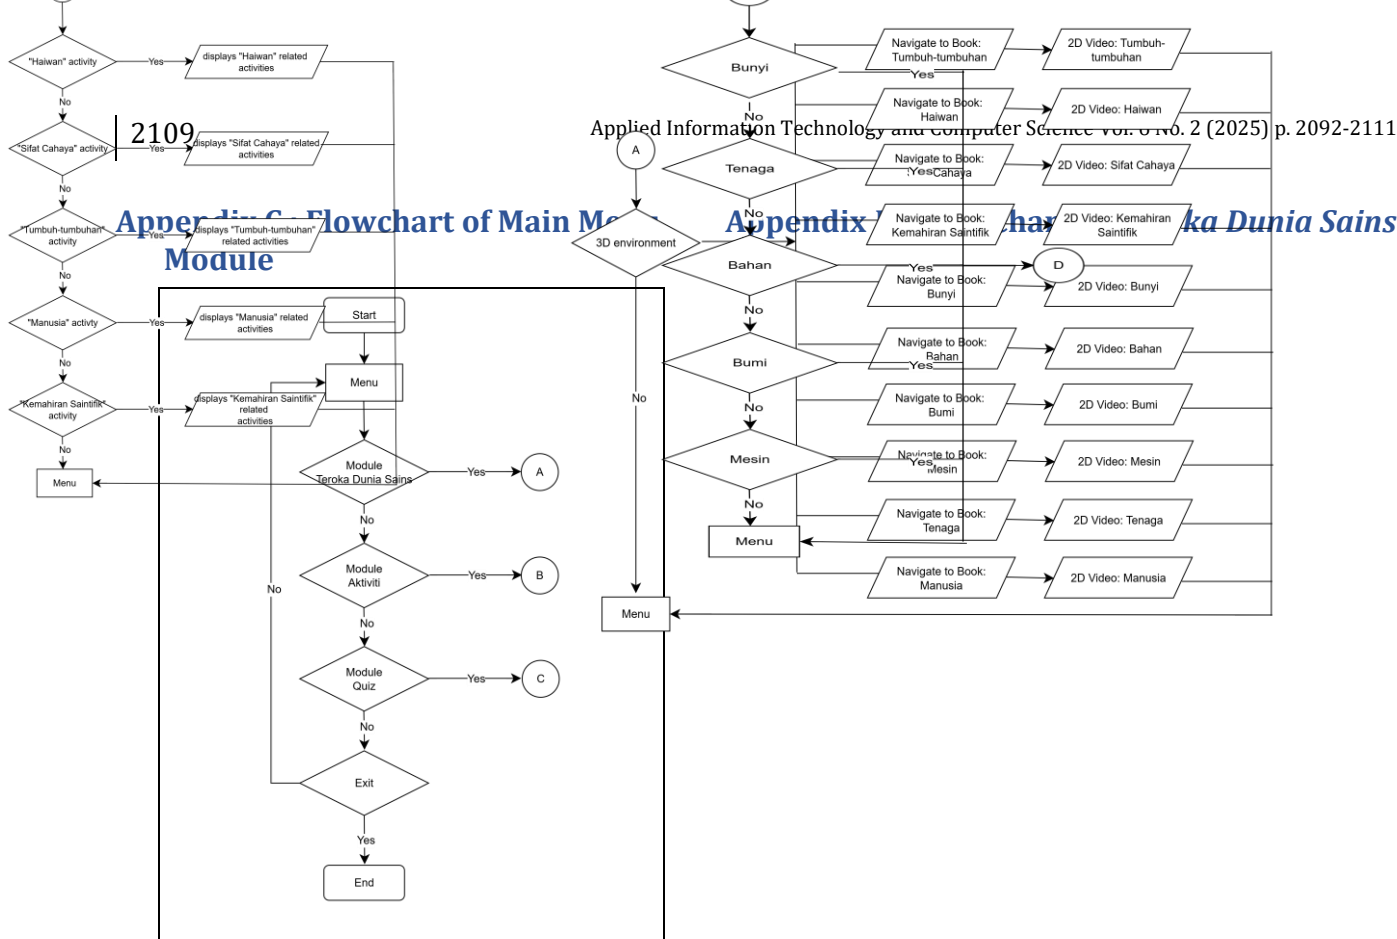 2109
Applied Information Technology and Computer Science Vol. 6 No. 2 (2025) p. 2092-2111
Appendix C: Flowchart of Main
Module
Appendix
ka Dunia Sains
"Haiwan" activity
Yes
displays "Haiwan" related
activities
No
"Sifat Cahaya" activity
Yes
displays "Sifat Cahaya" related
activities
No
"Tumbuh-tumbuhan"
activity
Yes
displays "Tumbuh-tumbuhan"
related activities
No
"Manusia" activty
Yes
displays "Manusia" related
activities
No
"Kemahiran Saintifik"
activity
Yes
displays "Kemahiran Saintifik"
related
activities
No
Menu
Start
Menu
Module
Teroka Dunia Sains
Yes
A
No
Module
Aktiviti
Yes
B
No
Module
Quiz
Yes
C
No
Exit
No
Yes
End
A
3D environment
No
Menu
Bunyi
Yes
No
Tenaga
Yes
No
Bahan
Yes
D
No
Bumi
Yes
No
Mesin
Yes
No
Menu
Navigate to Book:
Tumbuh-tumbuhan
2D Video: Tumbuh-
tumbuhan
Navigate to Book:
Haiwan
2D Video: Haiwan
Navigate to Book:
Cahaya
2D Video: Sifat Cahaya
Navigate to Book:
Kemahiran Saintifik
2D Video: Kemahiran
Saintifik
Navigate to Book:
Bunyi
2D Video: Bunyi
Navigate to Book:
Bahan
2D Video: Bahan
Navigate to Book:
Bumi
2D Video: Bumi
Navigate to Book:
Mesin
2D Video: Mesin
Navigate to Book:
Tenaga
2D Video: Tenaga
Navigate to Book:
Manusia
2D Video: Manusia